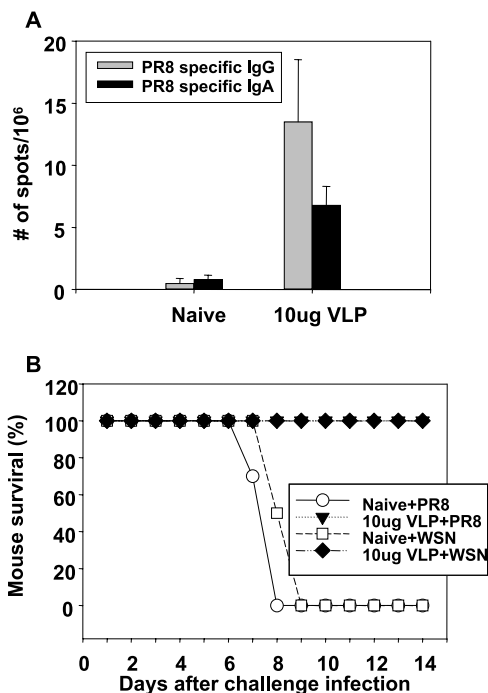 A
20
15
10
5
0
# of spots/10⁶
PR8 specific IgG
PR8 specific IgA
Naive
10ug VLP
B
120
100
80
60
40
20
0
Mouse surviral (%)
Naive+PR8
10ug VLP+PR8
Naive+WSN
10ug VLP+WSN
0 2 4 6 8 10 12 14
Days after challenge infection